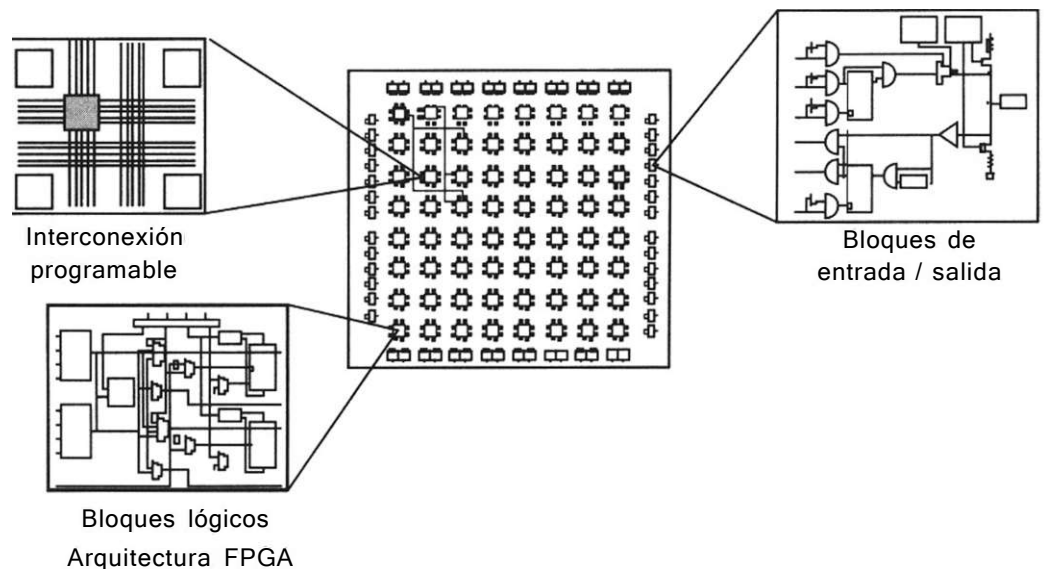 Interconexión
programable
Bloques de
entrada / salida
Bloques lógicos
Arquitectura FPGA